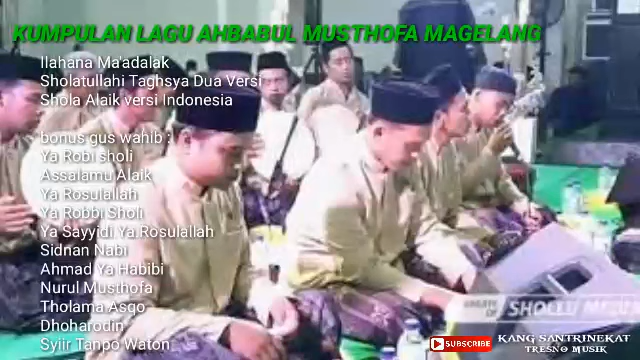 KUMPULAN LAGU AHBABUL MUSTHOFA MAGELANG
Ilahana Ma'adalak
Sholatullahi Taghsya Dua Versi
Shola Alaik versi Indonesia
bonus gus wahib :
Ya Robi sholi
Assalamu Alaik
Ya Rosulallah
Ya Robbi Sholi
Ya Sayyidi Ya Rosulallah
Sidnan Nabi
Ahmad Ya Habibi
Nurul Musthofa
Tholama Asqo
Dhoharodin
Syiir Tanpo Waton
SUBSCRIBE
KANG SANTRINEKAT
TRESNO MUSIK